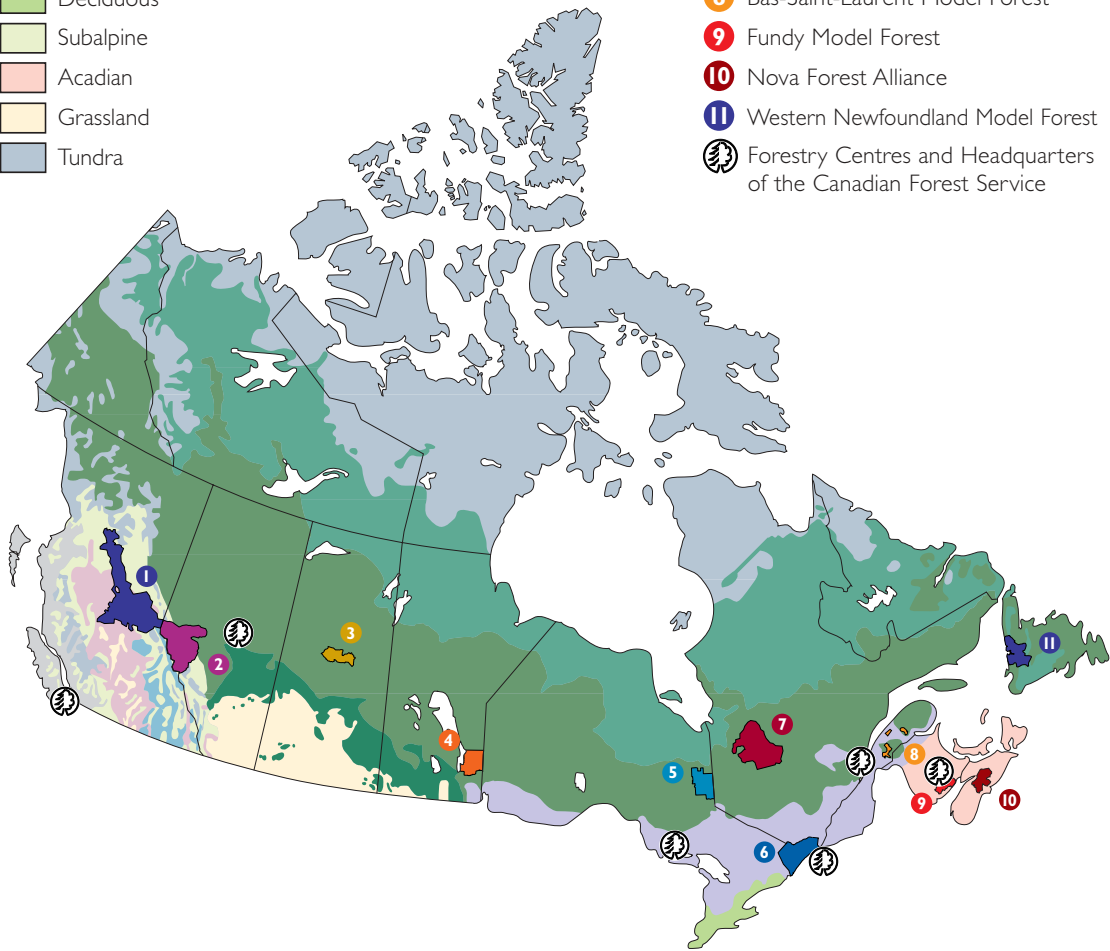 Deciduous
Subalpine
Acadian
Grassland
Tundra
8 Bas-Saint-Laurent Model Forest
9 Fundy Model Forest
10 Nova Forest Alliance
11 Western Newfoundland Model Forest
Forestry Centres and Headquarters
of the Canadian Forest Service
1
2
3
4
5
6
7
8
9
10
11